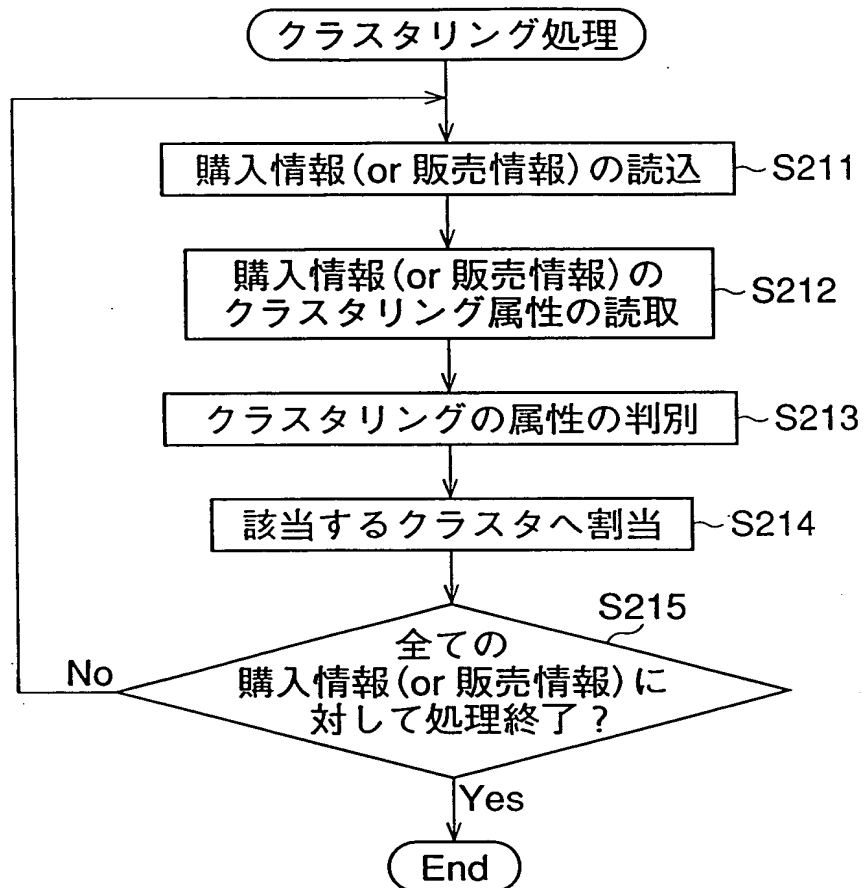 クラスタリング処理
購入情報(or 販売情報)の読込
S211
購入情報(or 販売情報)の
クラスタリング属性の読取
S212
クラスタリングの属性の判別
S213
該当するクラスタへ割当
S214
S215
全ての
購入情報(or 販売情報)に
対して処理終了?
No
Yes
End